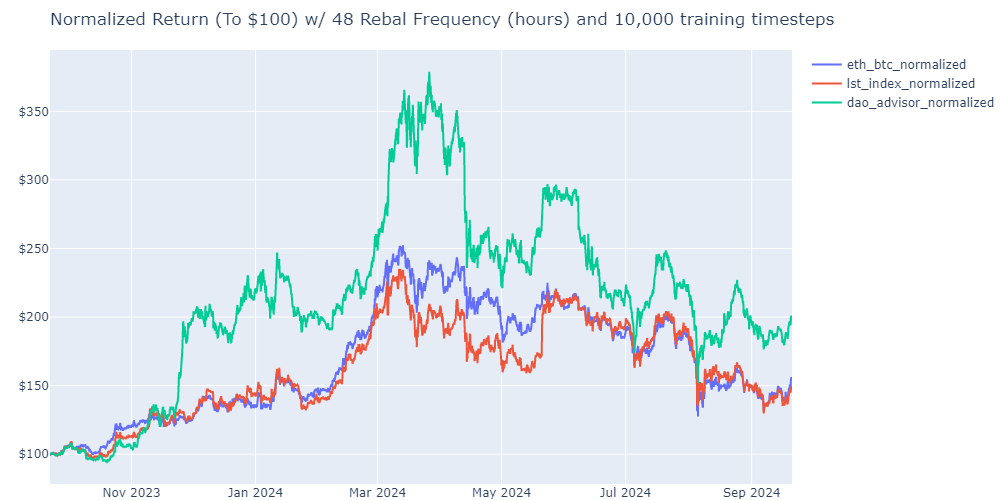 Normalized Return (To $100) w/ 48 Rebal Frequency (hours) and 10,000 training timesteps
eth_btc_normalized
lst_index_normalized
dao_advisor_normalized
$350
$300
$250
$200
$150
$100
Nov 2023
Jan 2024
Mar 2024
May 2024
Jul 2024
Sep 2024